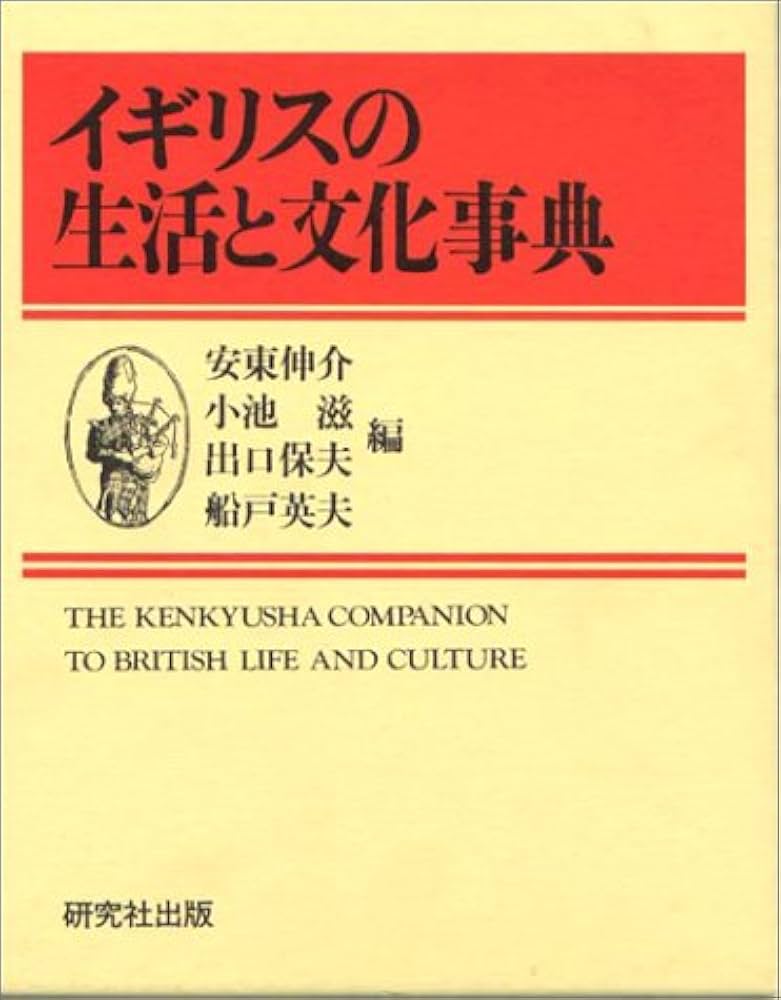 イギリスの
生活と文化事典
安東伸介
小池 滋
出口保夫
船戸英夫
編
THE KENKYUSHA COMPANION
TO BRITISH LIFE AND CULTURE
研究社出版